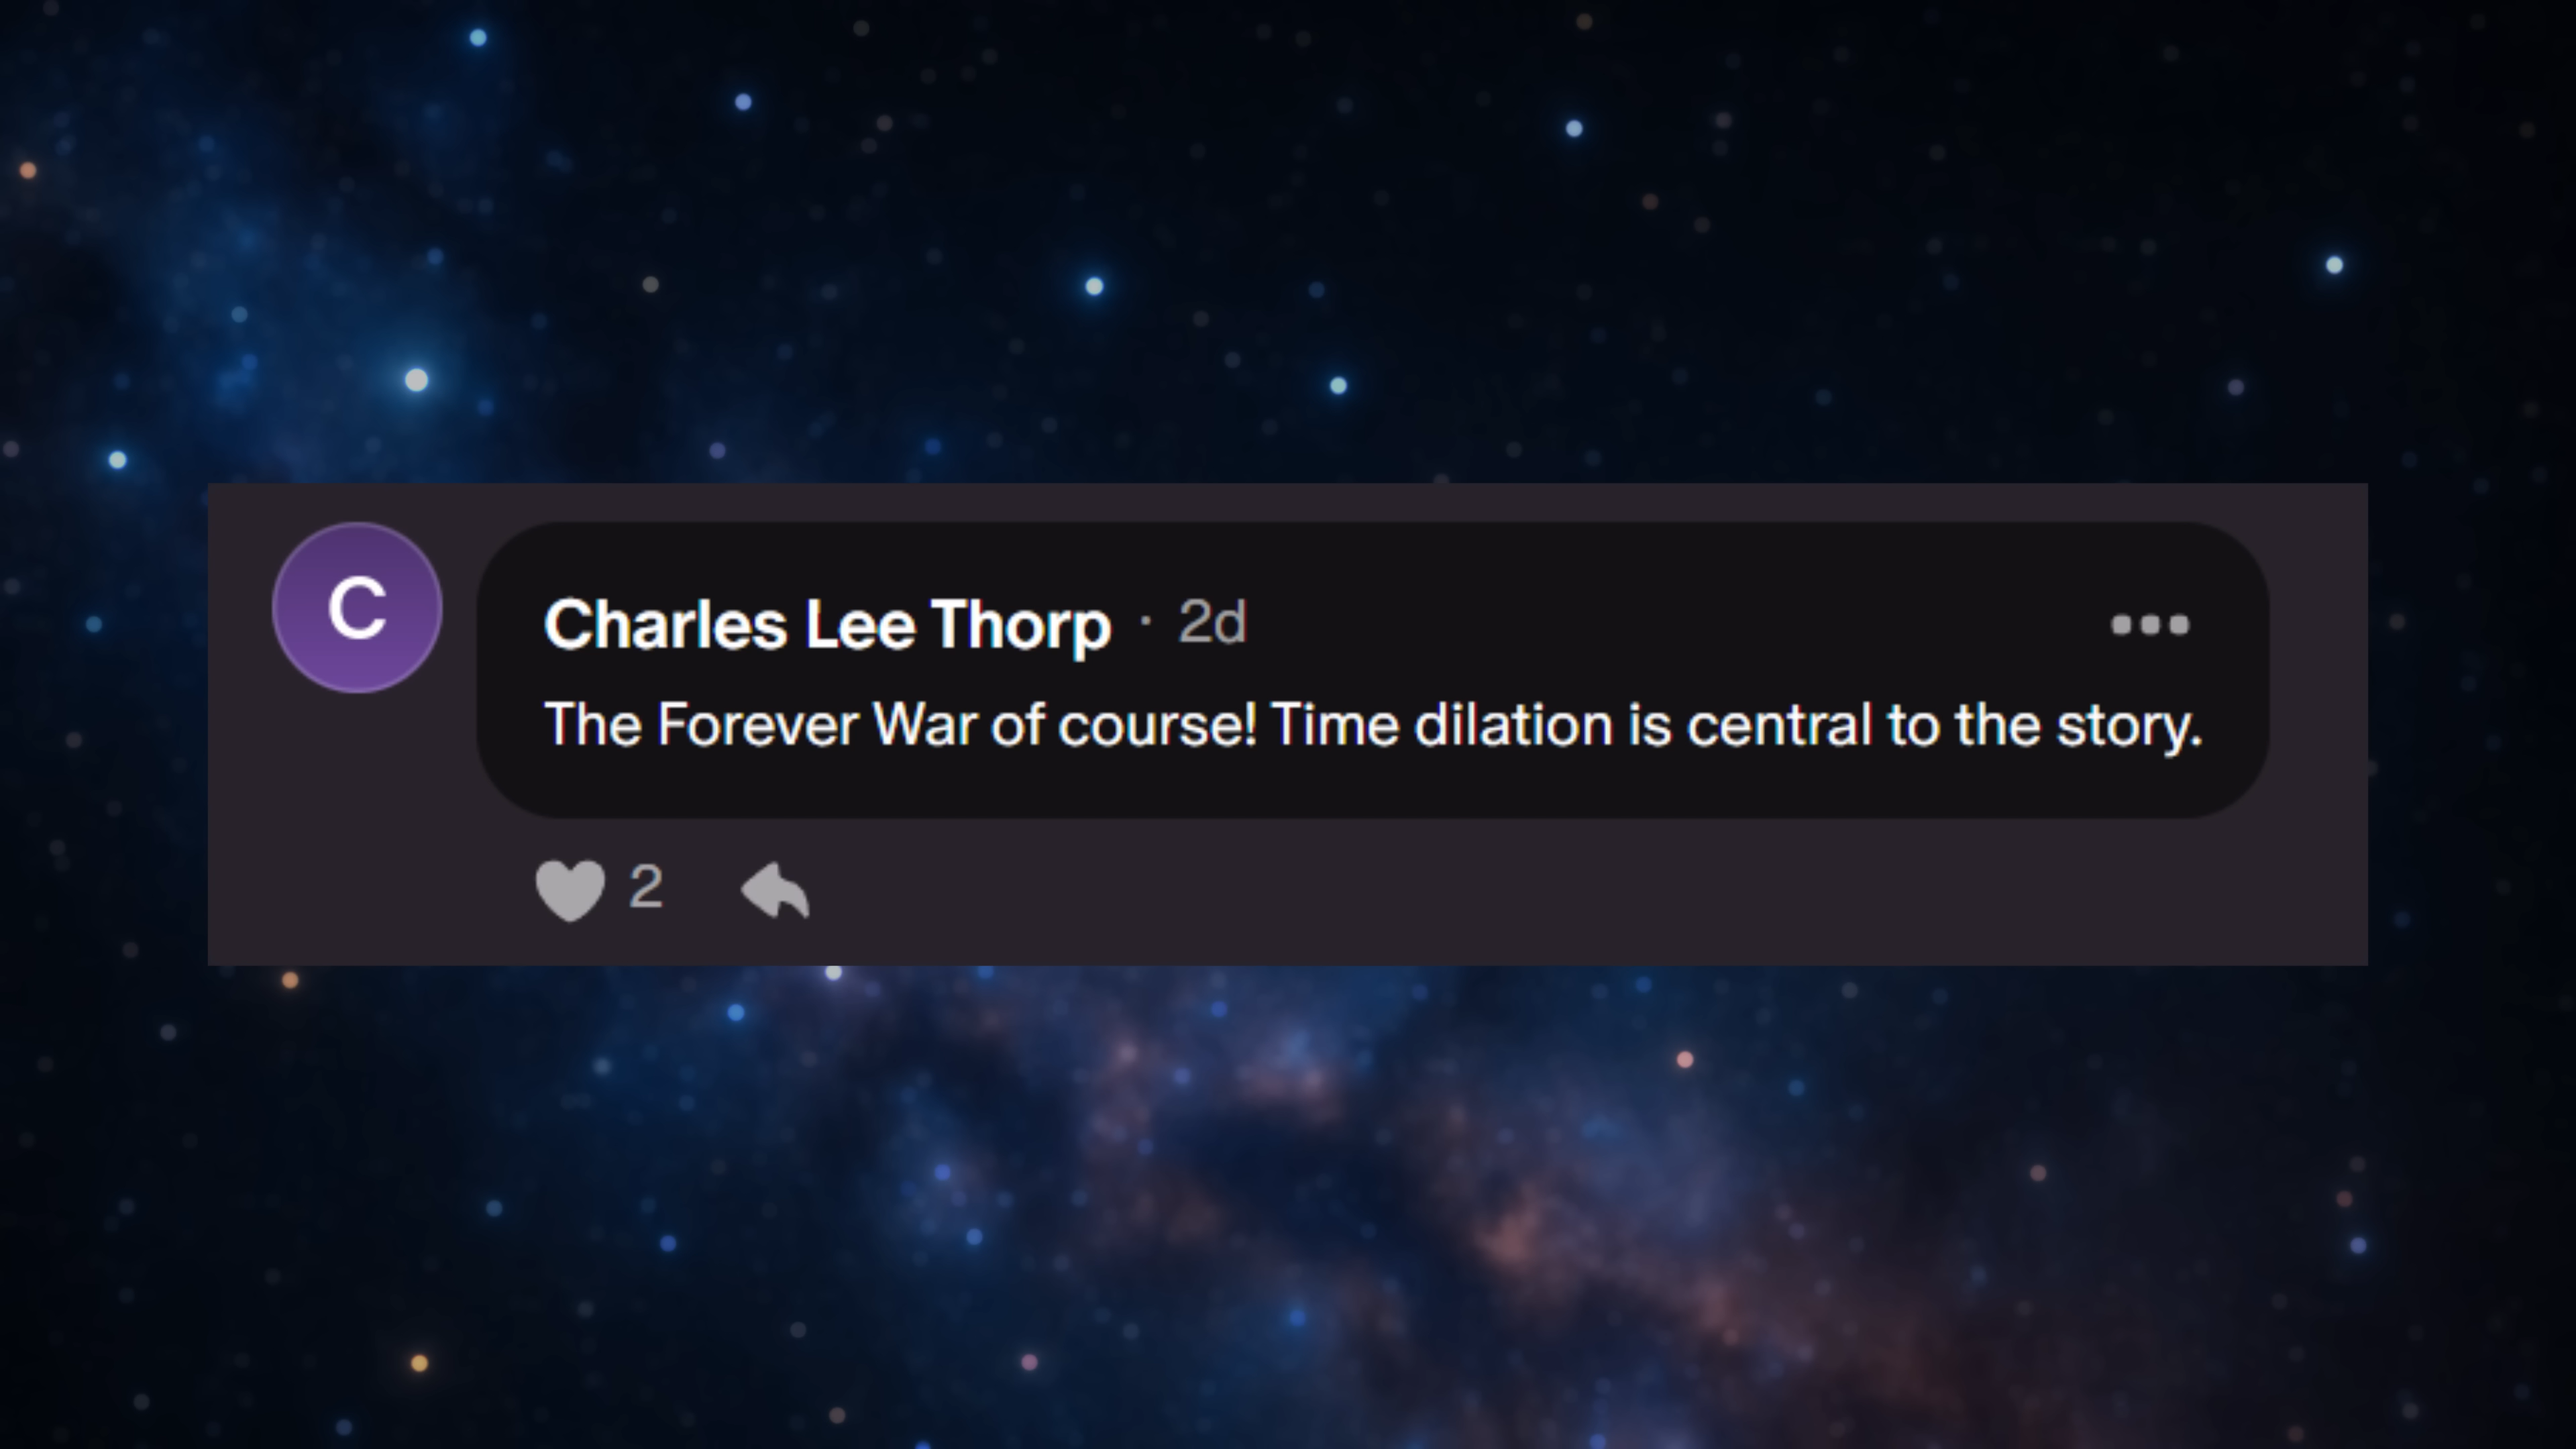 C
Charles Lee Thorp · 2d
The Forever War of course! Time dilation is central to the story.
2